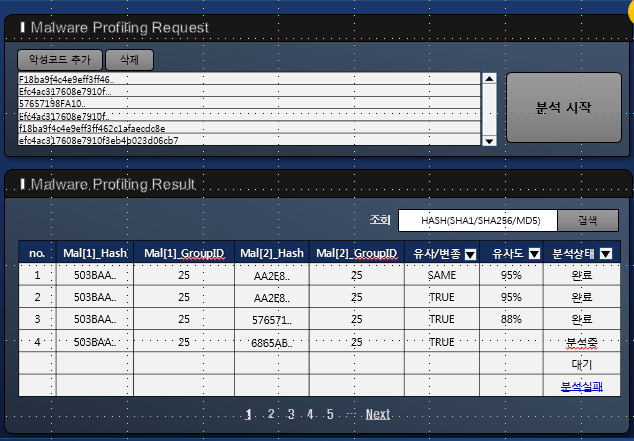 Malware Profiling Request
악성코드 추가 삭제
F18ba9f4c4e9eff3ff46..
Efc4ac317608e7910f...
57657198FA10..
Efc4ac317608e7910f..
f18ba9f4c4e9eff3ff462c1afaecdc8e
efc4ac317608e7910f3eb4b023d06cb7
분석 시작
Malware Profiling Result
조회 HASH(SHA1/SHA256/MD5) 검색
no. Mal[1]_Hash Mal[1]_GroupID Mal[2]_Hash Mal[2]_GroupID 유사/변종 유사도 분석상태
1 503BAA.. 25 AA2E8.. 25 SAME 95% 완료
2 503BAA.. 25 AA2E8.. 25 TRUE 95% 완료
3 503BAA.. 25 576571.. 25 TRUE 88% 완료
4 503BAA.. 25 6865AB.. 25 TRUE 분석중
대기
분석실패
1 2 3 4 5 ... Next